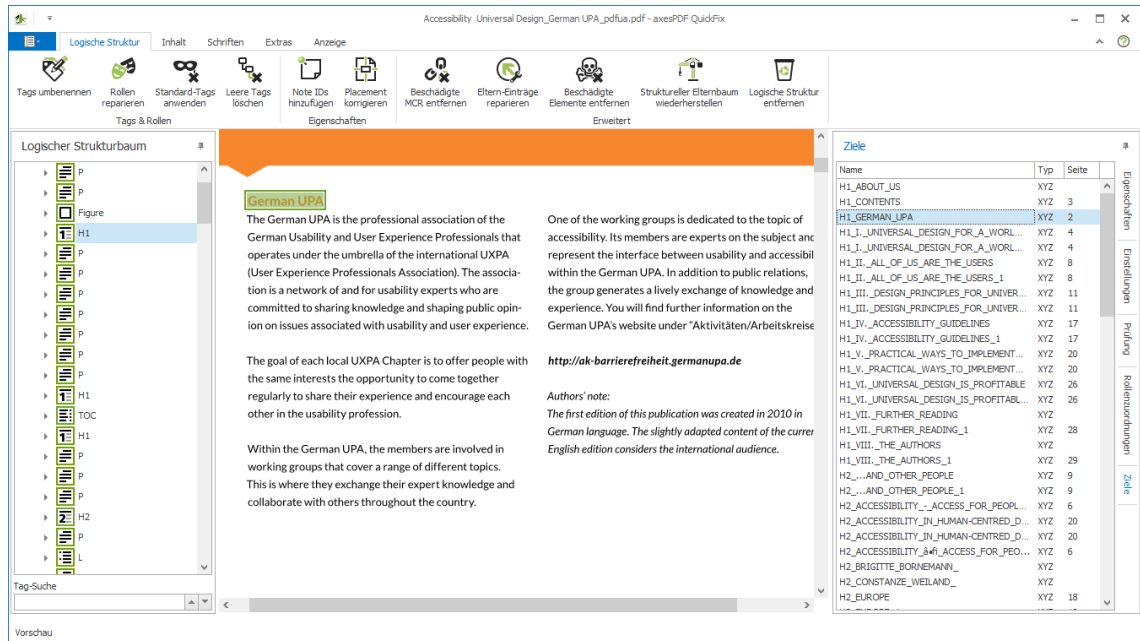 Accessibility Universal Design_German UPA_pdfua.pdf - axesPDF QuickFix
Logische Struktur Inhalt Schriften Extras Anzeige
Tags umbenennen
Rollen
reparieren
Standard-Tags
anwenden
Leere Tags
löschen
Note IDs
hinzufügen
Placement
korrigieren
Beschädigte
MCR entfernen
Eltern-Einträge
reparieren
Beschädigte
Elemente entfernen
Struktureller Elternbaum
wiederherstellen
Logische Struktur
entfernen
Tags & Rollen
Eigenschaften
Erweitert
Logischer Strukturbaum
P
P
Figure
H1
P
P
P
P
P
P
P
H1
TOC
H1
P
P
P
H2
P
L
Tag-Suche
German UPA
The German UPA is the professional association of the
German Usability and User Experience Professionals that
operates under the umbrella of the international UXPA
(User Experience Professionals Association). The associa-
tion is a network of and for usability experts who are
committed to sharing knowledge and shaping public opin-
ion on issues associated with usability and user experience.
The goal of each local UXPA Chapter is to offer people with
the same interests the opportunity to come together
regularly to share their experience and encourage each
other in the usability profession.
Within the German UPA, the members are involved in
working groups that cover a range of different topics.
This is where they exchange their expert knowledge and
collaborate with others throughout the country.
One of the working groups is dedicated to the topic of
accessibility. Its members are experts on the subject and
represent the interface between usability and accessibil
within the German UPA. In addition to public relations,
the group generates a lively exchange of knowledge and
experience. You will find further information on the
German UPA's website under "Aktivitäten/Arbeitskreise
http://ak-barrierefreiheit.germanupa.de
Authors' note:
The first edition of this publication was created in 2010 in
German language. The slightly adapted content of the curren
English edition considers the international audience.
Ziele
Name Typ Seite
H1_ABOUT_US XYZ
H1_CONTENTS XYZ 3
H1_GERMAN_UPA XYZ 2
H1_I._UNIVERSAL_DESIGN_FOR_A_WORL... XYZ 4
H1_I._UNIVERSAL_DESIGN_FOR_A_WORL... XYZ 4
H1_II._ALL_OF_US_ARE_THE_USERS XYZ 8
H1_II._ALL_OF_US_ARE_THE_USERS_1 XYZ 8
H1_III._DESIGN_PRINCIPLES_FOR_UNIVER... XYZ 11
H1_III._DESIGN_PRINCIPLES_FOR_UNIVER... XYZ 11
H1_IV._ACCESSIBILITY_GUIDELINES XYZ 17
H1_IV._ACCESSIBILITY_GUIDELINES_1 XYZ 17
H1_V._PRACTICAL_WAYS_TO_IMPLEMENT... XYZ 20
H1_V._PRACTICAL_WAYS_TO_IMPLEMENT... XYZ 20
H1_VI._UNIVERSAL_DESIGN_IS_PROFITABLE XYZ 26
H1_VI._UNIVERSAL_DESIGN_IS_PROFITABL... XYZ 26
H1_VII._FURTHER_READING XYZ
H1_VII._FURTHER_READING_1 XYZ 28
H1_VIII._THE_AUTHORS XYZ
H1_VIII._THE_AUTHORS_1 XYZ 29
H2_...AND_OTHER_PEOPLE XYZ 9
H2_...AND_OTHER_PEOPLE_1 XYZ 9
H2_ACCESSIBILITY_-_ACCESS_FOR_PEOPL... XYZ 6
H2_ACCESSIBILITY_IN_HUMAN-CENTRED_D... XYZ 20
H2_ACCESSIBILITY_IN_HUMAN-CENTRED_D... XYZ 20
XYZ 6
H2_BRIGITTE_BORNEMANN_ XYZ
H2_CONSTANZE_WEILAND_ XYZ
H2_EUROPE XYZ 18
Eigenschaften
Einstellungen
Prüfung
Rollenzuordnungen
Ziele
Vorschau